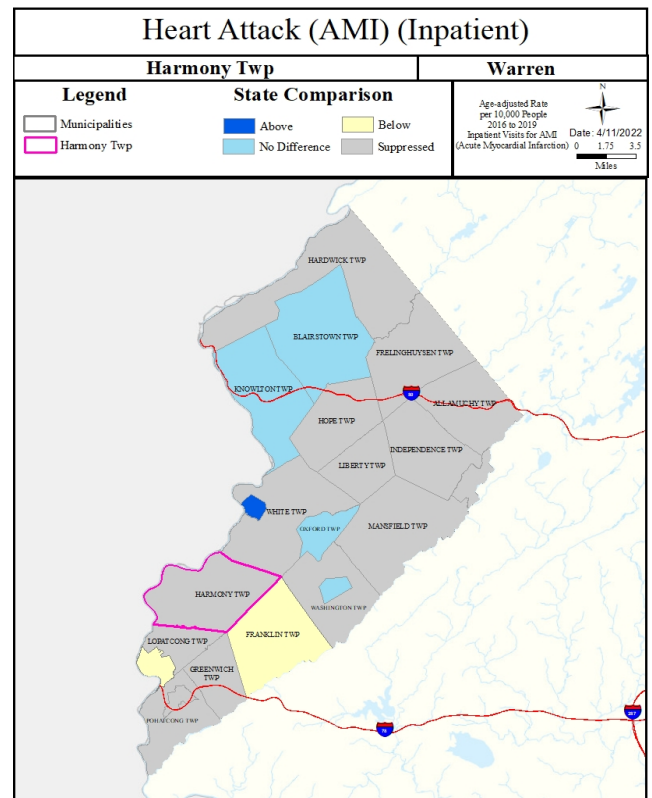 Heart Attack (AMI) (Inpatient)
Harmony Twp
Warren
Legend
Municipalities
Harmony Twp
State Comparison
Above
Below
No Difference
Suppressed
Age-adjusted Rate
per 10,000 People
2016 to 2019
Inpatient Visits for AMI
(Acute Myocardial Infarction)
N
Date: 4/11/2022
0 1.75 3.5
Miles
HARDWICK TWP
BLAIRSTOWN TWP
FRELINGHUYSEN TWP
KNOWLTON TWP
80
ALLAMUCHY TWP
HOPE TWP
INDEPENDENCE TWP
LIBERTY TWP
WHITE TWP
OXFORD TWP
MANSFIELD TWP
HARMONY TWP
WASHINGTON TWP
FRANKLIN TWP
LOPATCONG TWP
GREENWICH
TWP
POHATCONG TWP
287
78